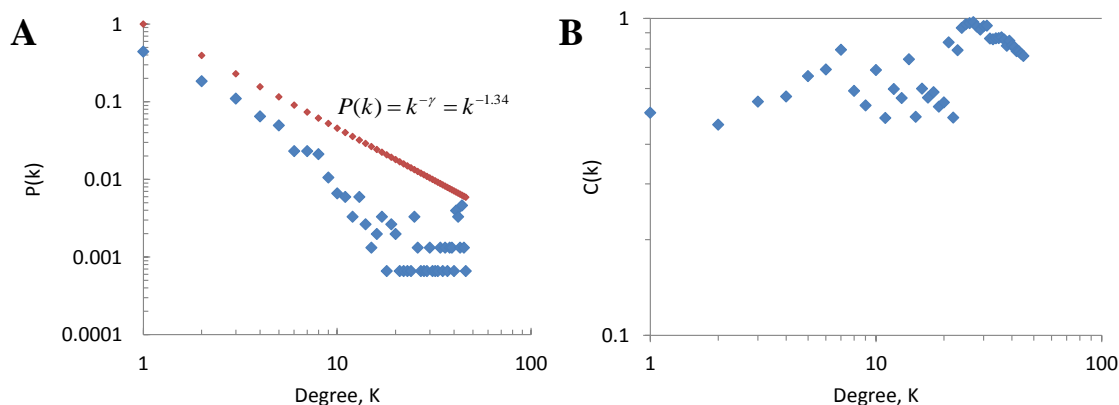 A
1
0.1
0.01
0.001
0.0001
P(k)
P(k) = k^{-γ} = k^{-1.34}
1
10
100
Degree, K
B
1
0.1
C(k)
1
10
100
Degree, K